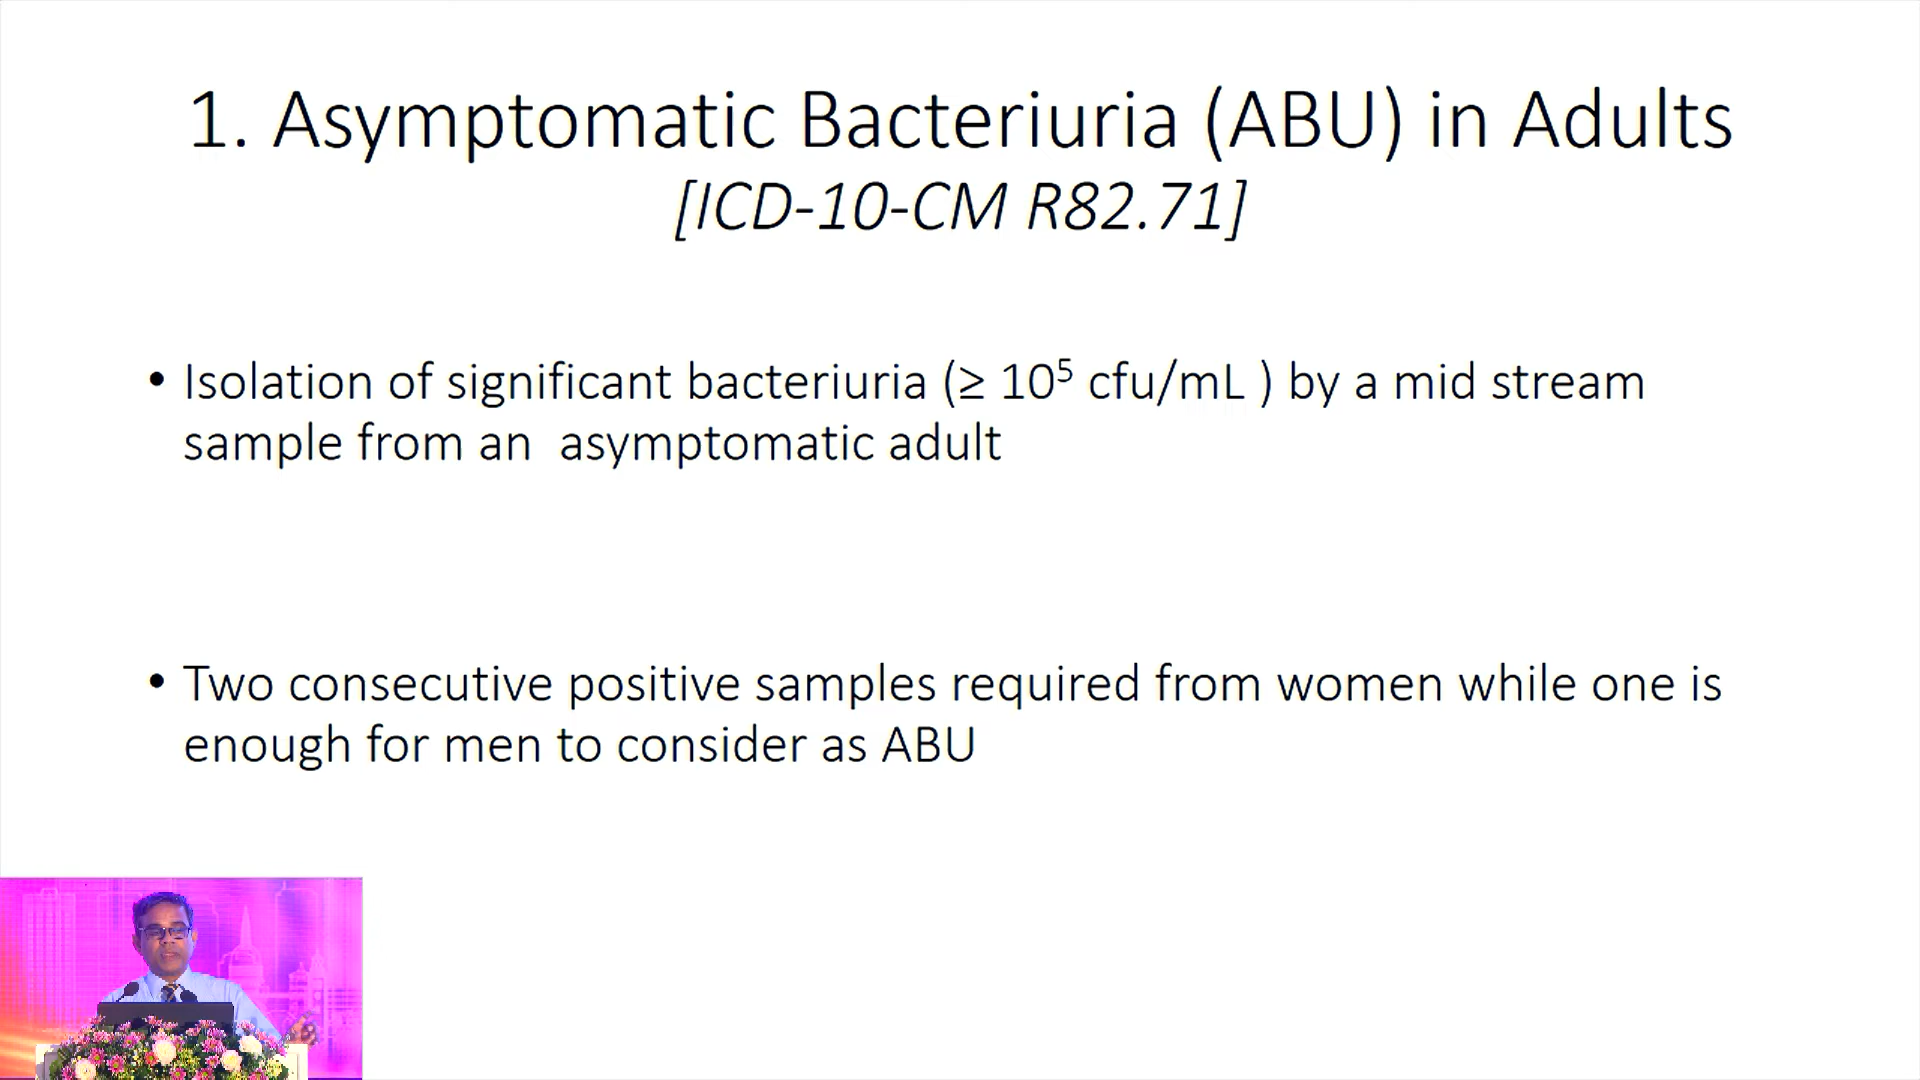 1. Asymptomatic Bacteriuria (ABU) in Adults
[ICD-10-CM R82.71]
• Isolation of significant bacteriuria (≥ 10⁵ cfu/mL ) by a mid stream
sample from an  asymptomatic adult
• Two consecutive positive samples required from women while one is
enough for men to consider as ABU